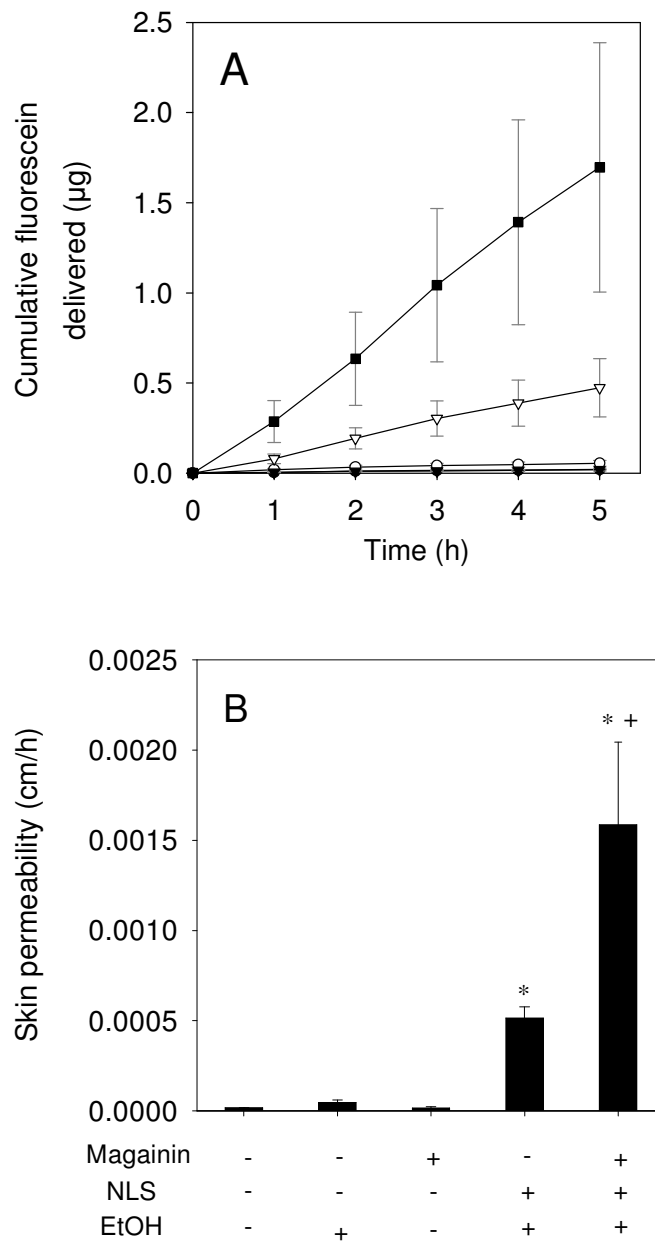 A
Cumulative fluorescein
delivered (μg)
2.5
2.0
1.5
1.0
0.5
0.0
0 1 2 3 4 5
Time (h)
B
Skin permeability (cm/h)
0.0025
0.0020
0.0015
0.0010
0.0005
0.0000
* +
*
Magainin - - + - +
NLS - - - + +
EtOH - + - + +